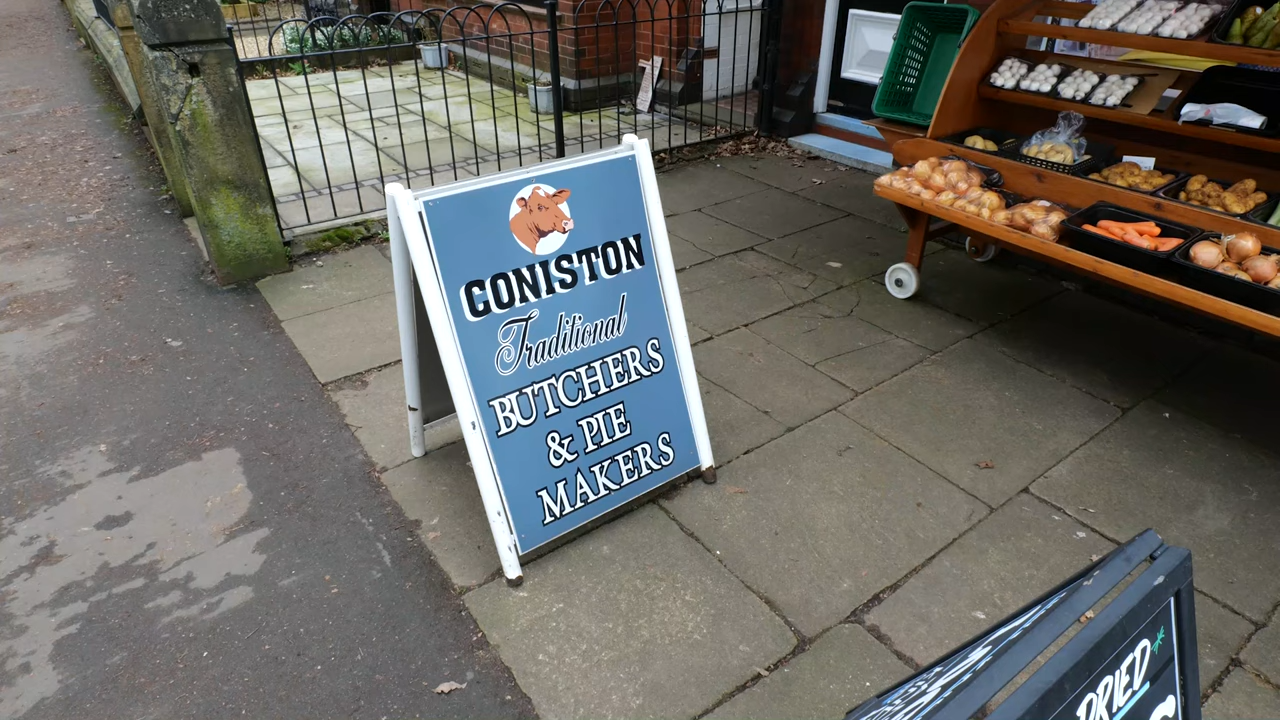 CONISTON
Traditional
BUTCHERS
& PIE
MAKERS
DRIED